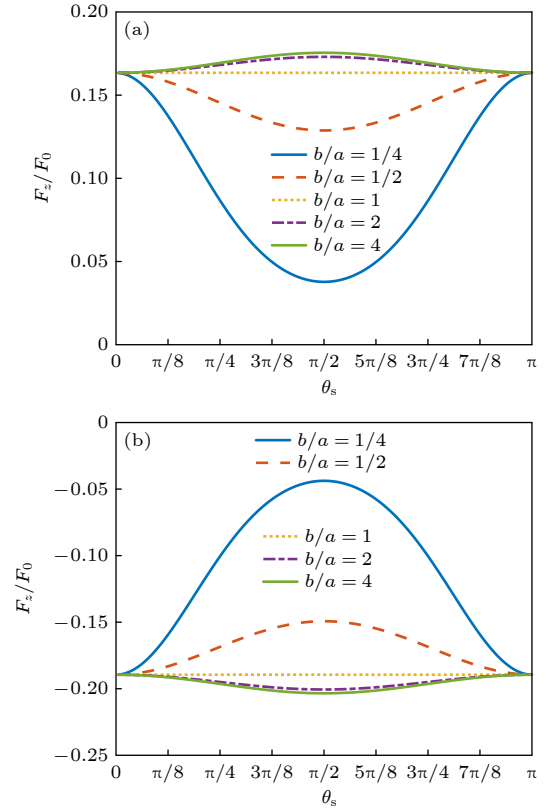 (a)
0.20
0.15
0.10
0.05
0
F_z/F_0
b/a = 1/4
b/a = 1/2
b/a = 1
b/a = 2
b/a = 4
0 π/8 π/4 3π/8 π/2 5π/8 3π/4 7π/8 π
θ_s
(b)
0
−0.05
−0.10
−0.15
−0.20
−0.25
F_z/F_0
b/a = 1/4
b/a = 1/2
b/a = 1
b/a = 2
b/a = 4
0 π/8 π/4 3π/8 π/2 5π/8 3π/4 7π/8 π
θ_s